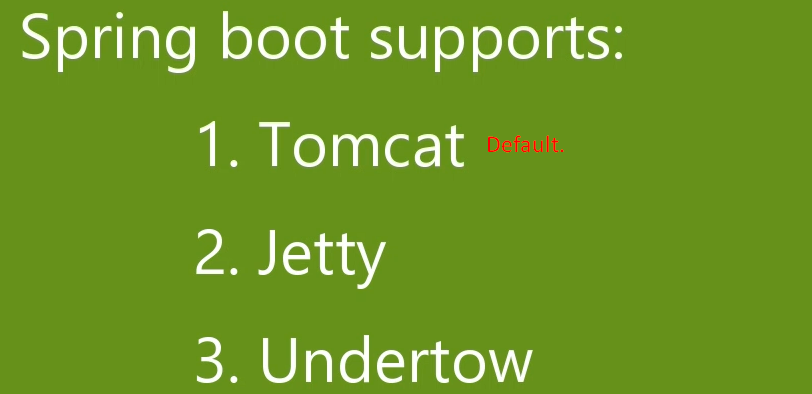 Spring boot supports:
1. Tomcat Default.
2. Jetty
3. Undertow